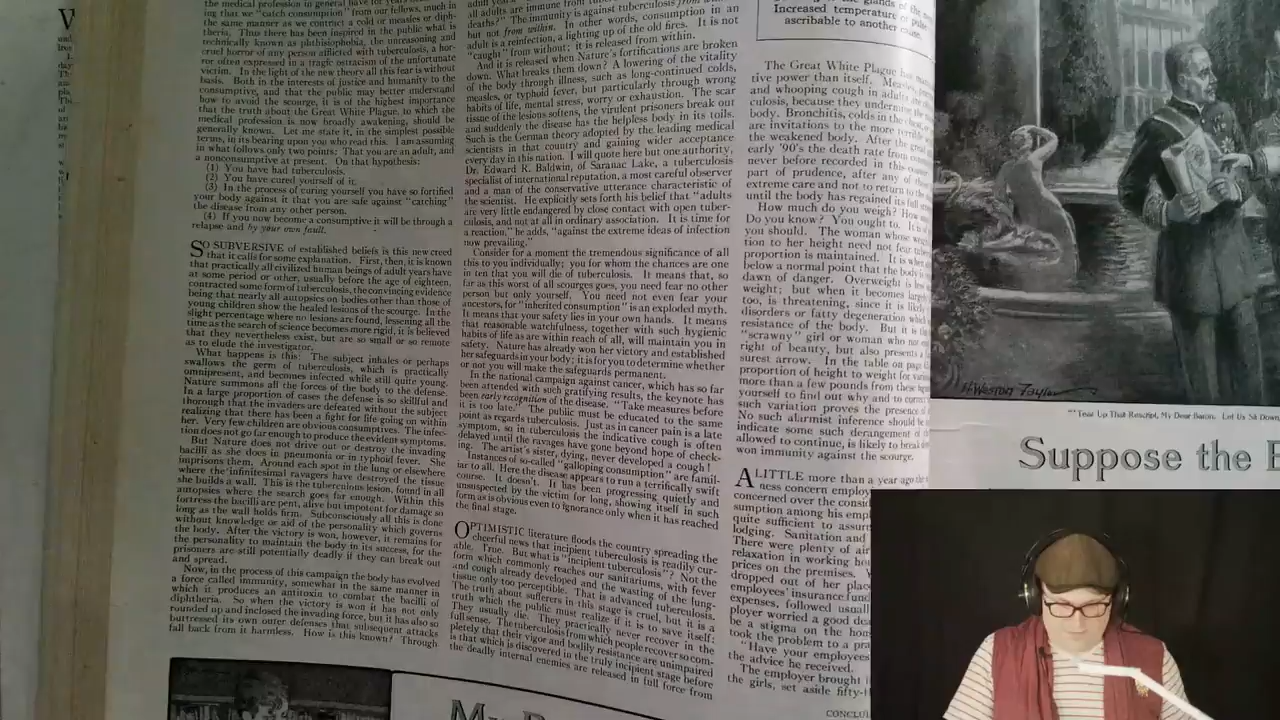 the medical profession in general have for years
ing that we "catch consumption" from our fellows, much in
the same manner as we contract a cold or measles or diph-
theria. Thus there has been inspired in the public what is
technically known as phthisiophobia, the unreasoning and
cruel horror of any person afflicted with tuberculosis, a hor-
ror often expressed in a tragic ostracism of the unfortunate
victim. In the light of the new theory all this fear is without
basis. Both in the interests of justice and humanity to the
consumptive, and that the public may better understand
how to avoid the scourge, it is of the highest importance
that the truth about the Great White Plague, to which the
medical profession is now broadly awakening, should be
generally known. Let me state it, in the simplest possible
terms, in its bearing upon you who read this. I am assuming
in what follows only two points: That you are an adult, and
a nonconsumptive at present. On that hypothesis:
(1) You have had tuberculosis.
(2) You have cured yourself of it.
(3) In the process of curing yourself you have so fortified
your body against it that you are safe against "catching"
the disease from any other person.
(4) If you now become a consumptive it will be through a
relapse and by your own fault.
SO SUBVERSIVE of established beliefs is this new creed
that it calls for some explanation. First, then, it is known
that practically all civilized human beings of adult years have
at some period or other, usually before the age of eighteen,
contracted some form of tuberculosis, the convincing evidence
being that nearly all autopsies on bodies other than those of
young children show the healed lesions of the scourge. In the
slight percentage where no lesions are found, lessening all the
time as the search of science becomes more rigid, it is believed
that they nevertheless exist, but are so small or so remote
as to elude the investigator.
What happens is this: The subject inhales or perhaps
swallows the germ of tuberculosis, which is practically
omnipresent, and becomes infected while still quite young.
Nature summons all the forces of the body to the defense.
In a large proportion of cases the defense is so skillful and
thorough that the invaders are defeated without the subject
realizing that there has been a fight for life going on within
her. Very few children are obvious consumptives. The infec-
tion does not go far enough to produce the evident symptoms.
But Nature does not drive out or destroy the invading
bacilli as she does in pneumonia or in typhoid fever. She
imprisons them. Around each spot in the lung or elsewhere
where the infinitesimal ravagers have destroyed the tissue
she builds a wall. This is the tuberculous lesion, found in all
autopsies where the search goes far enough. Within this
fortress the bacilli are pent, alive but impotent for damage so
long as the wall holds firm. Subconsciously all this is done
without knowledge or aid of the personality which governs
the body. After the victory is won, however, it remains for
the personality to maintain the body in its success, for the
prisoners are still potentially deadly if they can break out
and spread.
Now, in the process of this campaign the body has evolved
a force called immunity, somewhat in the same manner in
which it produces an antitoxin to combat the bacilli of
diphtheria. So when the victory is won it has not only
rounded up and inclosed the invading force, but it has also so
buttressed its own outer defenses that subsequent attacks
fall back from it harmless. How is this known? Through
all adults are immune from
deaths?" The immunity is against tuberculosis from
but not from within. In other words, consumption in an
adult is a reinfection, a lighting up of the old fires. It is not
"caught" from without; it is released from within.
And it is released when Nature's fortifications are broken
down. What breaks them down? A lowering of the vitality
of the body through illness, such as long-continued colds,
measles, or typhoid fever, but particularly through wrong
habits of life, mental stress, worry or exhaustion. The scar
tissue of the lesions softens, the virulent prisoners break out
and suddenly the disease has the helpless body in its toils.
Such is the German theory adopted by the leading medical
scientists in that country and gaining wider acceptance
every day in this nation. I will quote here but one authority,
Dr. Edward R. Baldwin, of Saranac Lake, a tuberculosis
specialist of international reputation, a most careful observer
and a man of the conservative utterance characteristic of
the scientist. He explicitly sets forth his belief that "adults
are very little endangered by close contact with open tuber-
culosis, and not at all in ordinary association. It is time for
a reaction," he adds, "against the extreme ideas of infection
now prevailing."
Consider for a moment the tremendous significance of all
this to you individually; you for whom the chances are one
in ten that you will die of tuberculosis. It means that, so
far as this worst of all scourges goes, you need fear no other
person but only yourself. You need not even fear your
ancestors, for "inherited consumption" is an exploded myth.
It means that your safety lies in your own hands. It means
that reasonable watchfulness, together with such hygienic
habits of life as are within reach of all, will maintain you in
safety. Nature has already won her victory and established
her safeguards in your body; it is for you to determine whether
or not you will make the safeguards permanent.
In the national campaign against cancer, which has so far
been attended with such gratifying results, the keynote has
been early recognition of the disease. "Take measures before
it is too late." The public must be educated to the same
point as regards tuberculosis. Just as in cancer pain is a late
symptom, so in tuberculosis the indicative cough is often
delayed until the ravages have gone beyond hope of check-
ing. The artist's sister, dying, never developed a cough!
Instances of so-called "galloping consumption" are famil-
iar to all. Here the disease appears to run a terrifically swift
course. It doesn't. It has been progressing quietly and
unsuspected by the victim for long, showing itself in such
form as is obvious even to ignorance only when it has reached
the final stage.
OPTIMISTIC literature floods the country spreading the
cheerful news that incipient tuberculosis is readily cur-
able. True. But what is "incipient tuberculosis"? Not the
form which commonly reaches our sanitariums, with fever
and cough already developed and the wasting of the lung-
tissue only too perceptible. That is advanced tuberculosis.
The truth about sufferers in this stage is cruel, but it is a
truth which the public must realize if it is to save itself:
They usually die. They practically never recover in the
full sense. The tuberculosis from which people recover so com-
pletely that their vigor and bodily resistance are unimpaired
is that which is discovered in the truly incipient stage before
the deadly internal enemies are released in full force from
glands of the
Increased temperature or
ascribable to another cause.
The Great White Plague has
tive power than itself. Measles,
and whooping cough in adults are
culosis, because they undermine the
body. Bronchitis, colds in the
are invitations to the more
the weakened body. After the great
early '90's the death rate from
never before recorded in this
part of prudence, after any of
extreme care and not to return to
until the body has regained its full
How much do you weigh? How
Do you know? You ought to. It is
you should. The woman whose
tion to her height need not fear
proportion is maintained. It is when
below a normal point that the body is
dawn of danger. Overweight is less
weight; but when it becomes
too, is threatening, since it is likely
disorders or fatty degeneration which
resistance of the body. But it is the
"scrawny" girl or woman who not
right of beauty, but also presents a
surest arrow. In the table on page
proportion of height to weight for
more than a few pounds from these
yourself to find out why and to correct
such variation proves the presence of
No such alarmist inference should be
indicate some such derangement of
allowed to continue, is likely to break
won immunity against the scourge.
A LITTLE more than a year ago the
ness concern employ
concerned over the consid
sumption among his emp
quite sufficient to assure
lodging. Sanitation and
There were plenty of air
relaxation in working ho
prices on the premises.
dropped out of her place
employees' insurance fund
expenses, followed usual
ployer worried a good dea
be a stigma on the hom
took the problem to a pra
"Have your employees
the advice he received.
The employer brought i
the girls, set aside fifty-f
CONCLU
H. Weston Taylor
"Tear Up That Rescript, My Dear Baron. Let Us Sit Down
Suppose the E